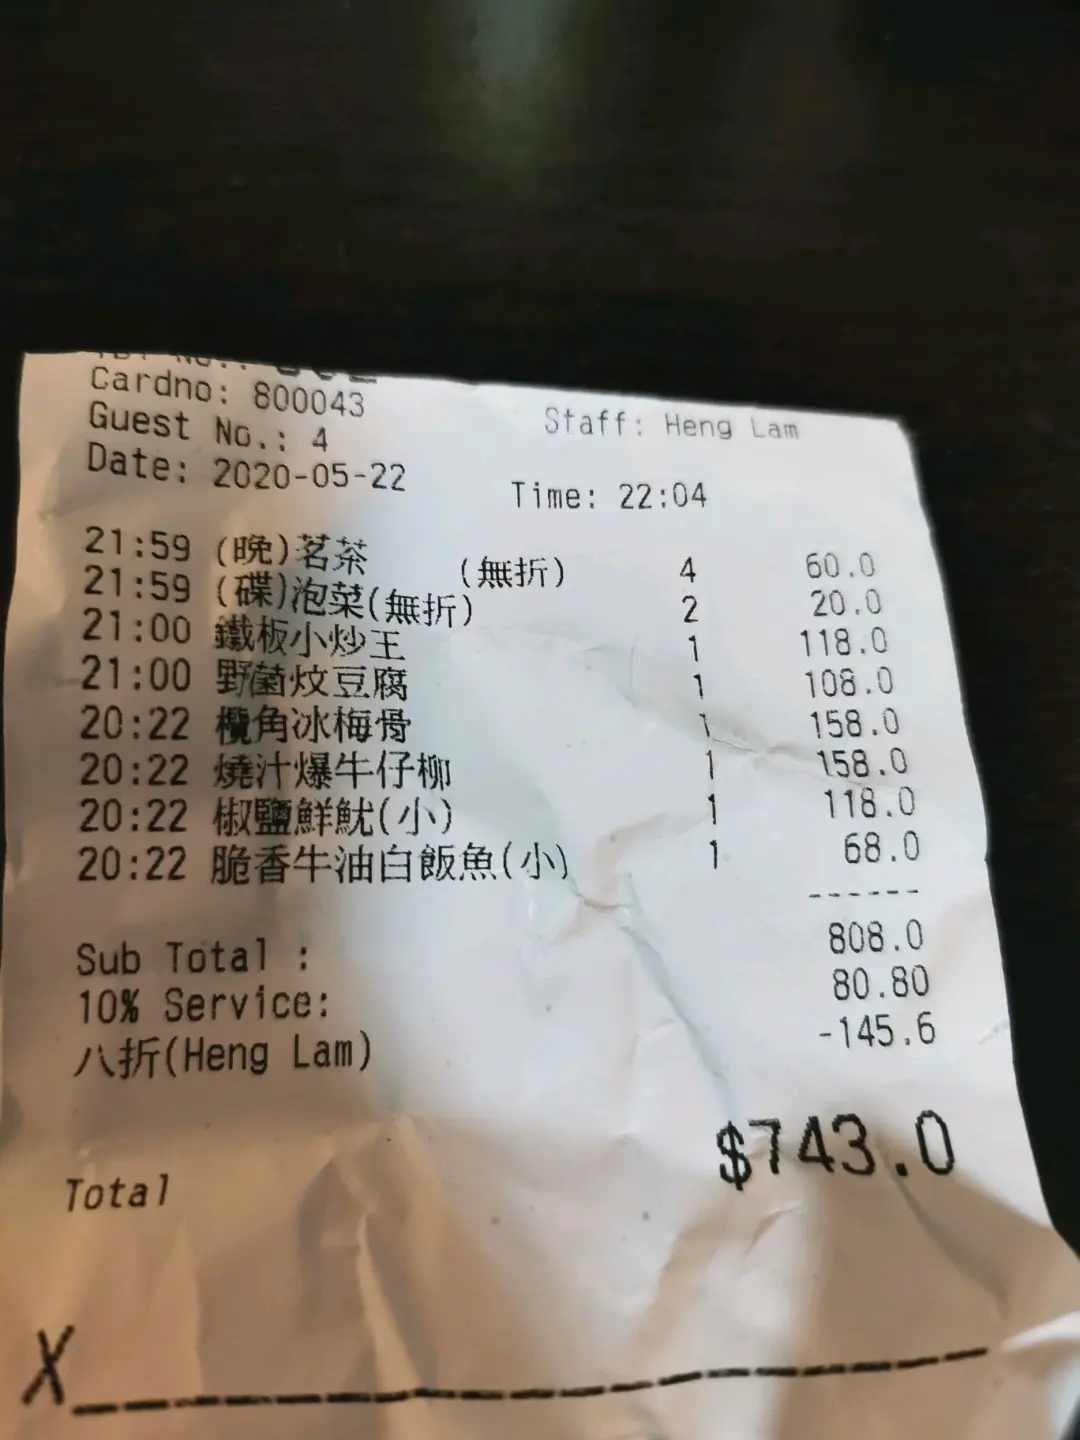 Cardno: 800043
Staff: Heng Lam
Guest No.: 4
Date: 2020-05-22
Time: 22:04
21:59 (晚)茗茶 (無折) 4 60.0
21:59 (碟)泡菜(無折) 2 20.0
21:00 鐵板小炒王 1 118.0
21:00 野菌炆豆腐 1 108.0
20:22 欖角冰梅骨 1 158.0
20:22 燒汁爆牛仔柳 1 158.0
20:22 椒鹽鮮魷(小) 1 118.0
20:22 脆香牛油白飯魚(小) 1 68.0
------
Sub Total : 808.0
10% Service: 80.80
八折(Heng Lam) -145.6
Total $743.0
X